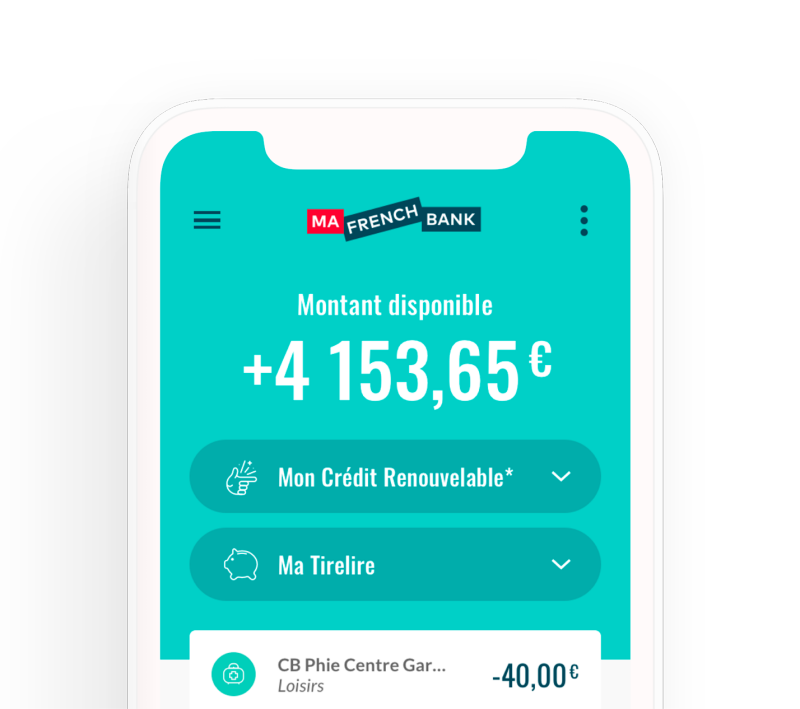 MA FRENCH BANK
Montant disponible
+4 153,65 €
Mon Crédit Renouvelable*
Ma Tirelire
CB Phie Centre Gar...
-40,00 €
Loisirs